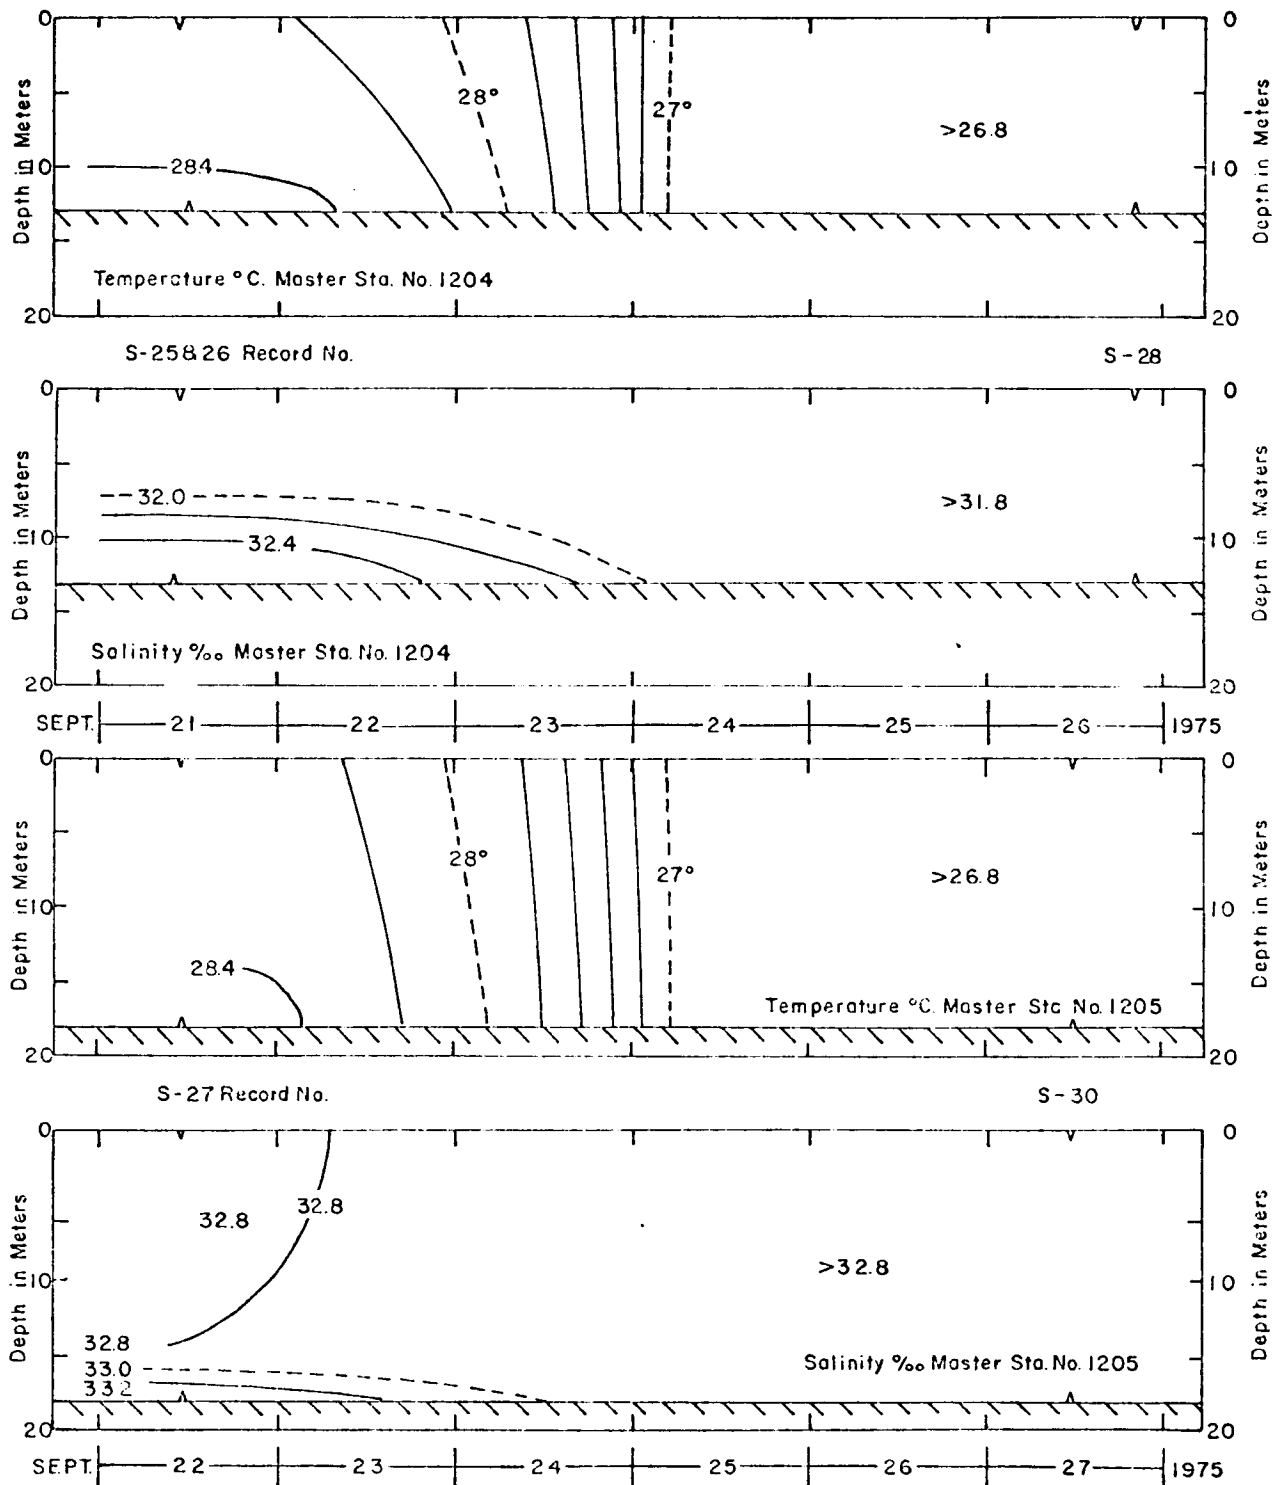 0 0
Depth in Meters
28°
27°
>26.8
10
28.4
10
Depth in Meters
Temperature °C. Master Sta. No. 1204
20 20
S-25&26 Record No. S-28
0 0
Depth in Meters
32.0
>31.8
10
32.4
10
Depth in Meters
Salinity ‰ Master Sta. No. 1204
20 20
SEPT. 21 22 23 24 25 26 1975
0 0
Depth in Meters
28°
27°
>26.8
10 10
Depth in Meters
28.4
Temperature °C. Master Sta No. 1205
20 20
S-27 Record No. S-30
0 0
Depth in Meters
32.8
32.8
>32.8
10 10
Depth in Meters
32.8
33.0
33.2
Salinity ‰ Master Sta. No. 1205
20 20
SEPT. 22 23 24 25 26 27 1975